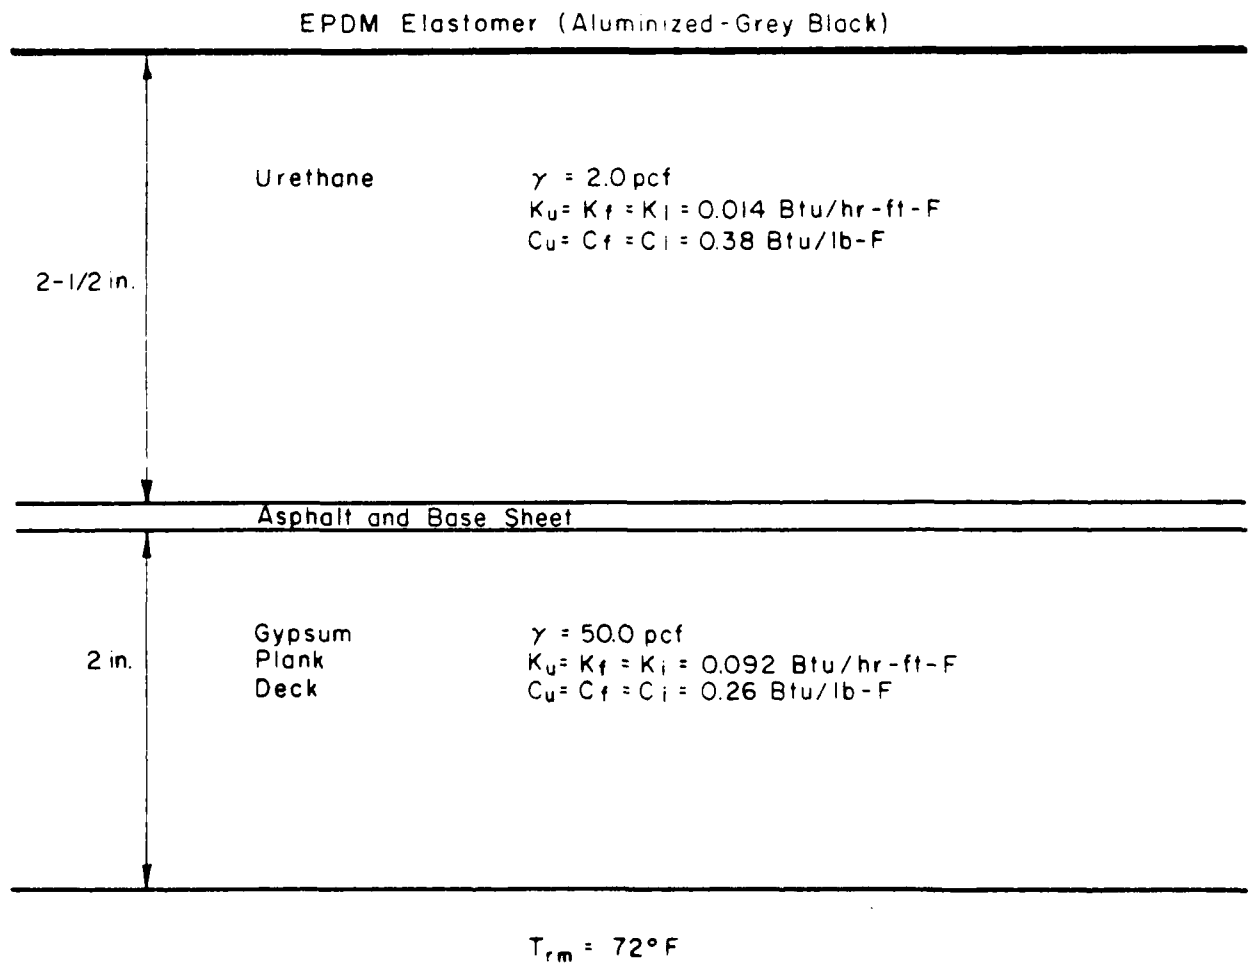 EPDM Elastomer (Aluminized-Grey Black)
Urethane γ = 2.0 pcf
Ku = Kf = Ki = 0.014 Btu/hr-ft-F
Cu = Cf = Ci = 0.38 Btu/lb-F
2-1/2 in.
Asphalt and Base Sheet
Gypsum γ = 50.0 pcf
2 in. Plank Ku = Kf = Ki = 0.092 Btu/hr-ft-F
Deck Cu = Cf = Ci = 0.26 Btu/lb-F
Trm = 72°F